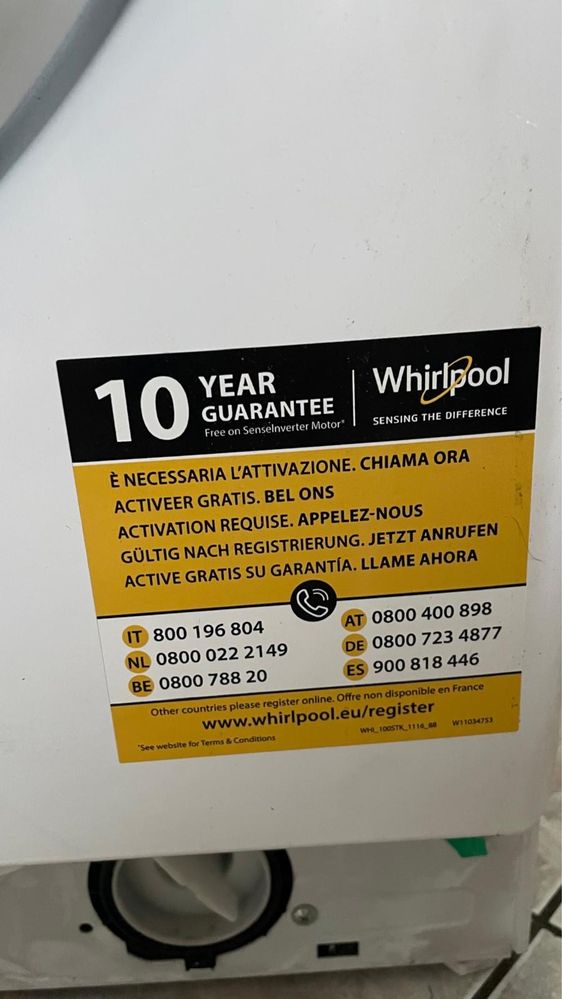 10 YEAR
GUARANTEE
Free on SenseInverter Motor*
Whirlpool
SENSING THE DIFFERENCE
È NECESSARIA L'ATTIVAZIONE. CHIAMA ORA
ACTIVEER GRATIS. BEL ONS
ACTIVATION REQUISE. APPELEZ-NOUS
GÜLTIG NACH REGISTRIERUNG. JETZT ANRUFEN
ACTIVE GRATIS SU GARANTÍA. LLAME AHORA
IT 800 196 804
NL 0800 022 2149
BE 0800 788 20
AT 0800 400 898
DE 0800 723 4877
ES 900 818 446
Other countries please register online. Offre non disponible en France
www.whirlpool.eu/register
*See website for Terms & Conditions
WHI_100STK_1116_88 W11034753